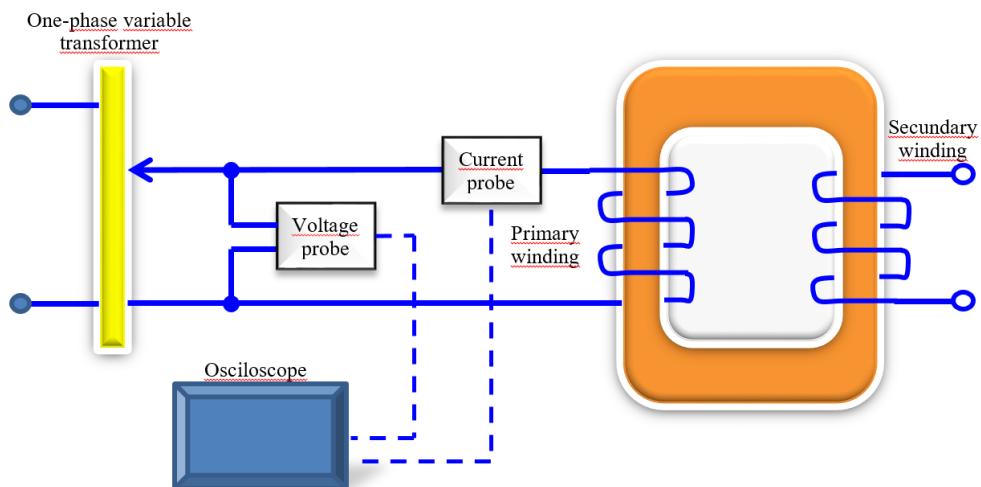 One-phase variable
transformer
Secundary
winding
Current
probe
Voltage
probe
Primary
winding
Osciloscope